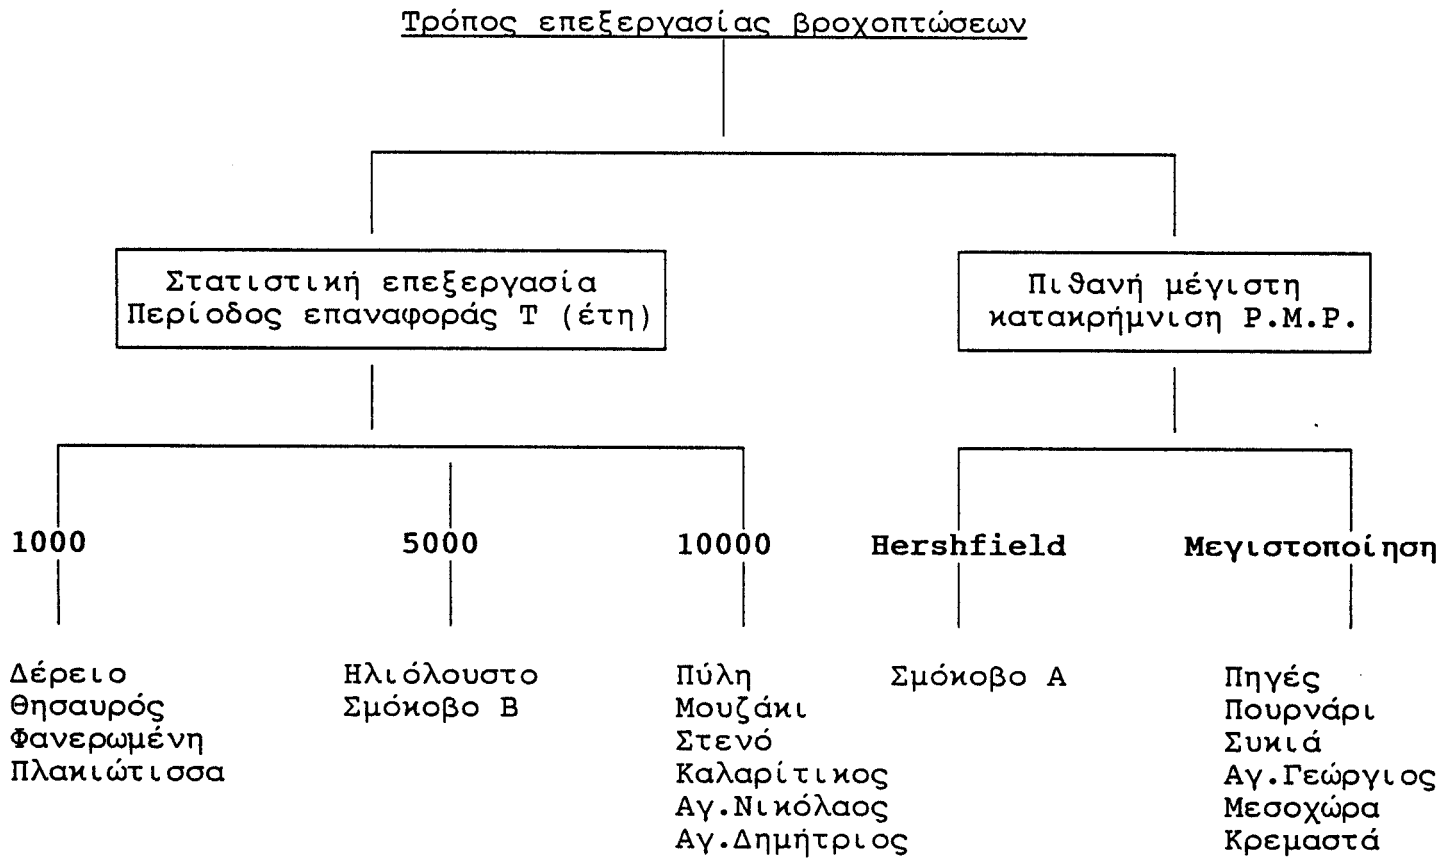 Τρόπος επεξεργασίας βροχοπτώσεων
Στατιστική επεξεργασία
Περίοδος επαναφοράς Τ (έτη)
Πιθανή μέγιστη
κατακρήμνιση P.M.P.
1000
5000
10000
Hershfield
Μεγιστοποίηση
Δέρειο
Θησαυρός
Φανερωμένη
Πλακιώτισσα
Ηλιόλουστο
Σμόκοβο Β
Πύλη
Μουζάκι
Στενό
Καλαρίτικος
Αγ.Νικόλαος
Αγ.Δημήτριος
Σμόκοβο Α
Πηγές
Πουρνάρι
Συκιά
Αγ.Γεώργιος
Μεσοχώρα
Κρεμαστά